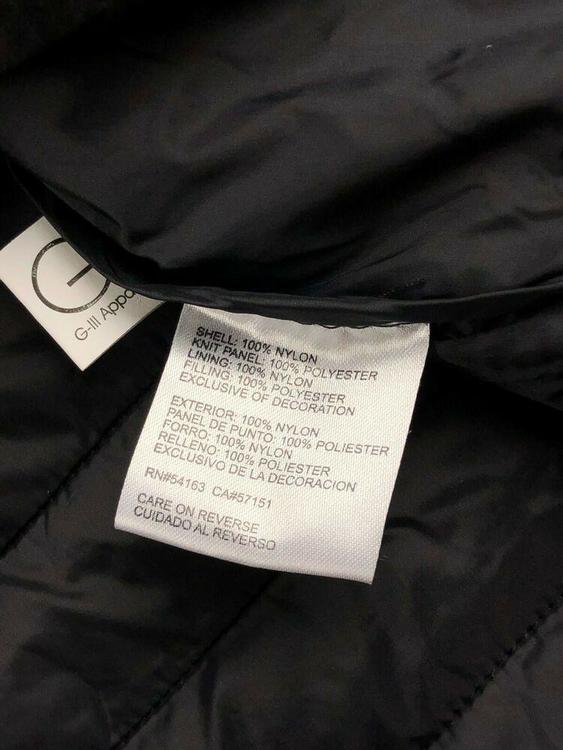 G-III
SHELL: 100% NYLON
KNIT PANEL: 100% POLYESTER
LINING: 100% NYLON
FILLING: 100% POLYESTER
EXCLUSIVE OF DECORATION
EXTERIOR: 100% NYLON
PANEL DE PUNTO: 100% POLIESTER
FORRO: 100% NYLON
RELLENO: 100% POLIESTER
EXCLUSIVO DE LA DECORACION
RN#54163 CA#57151
CARE ON REVERSE
CUIDADO AL REVERSO